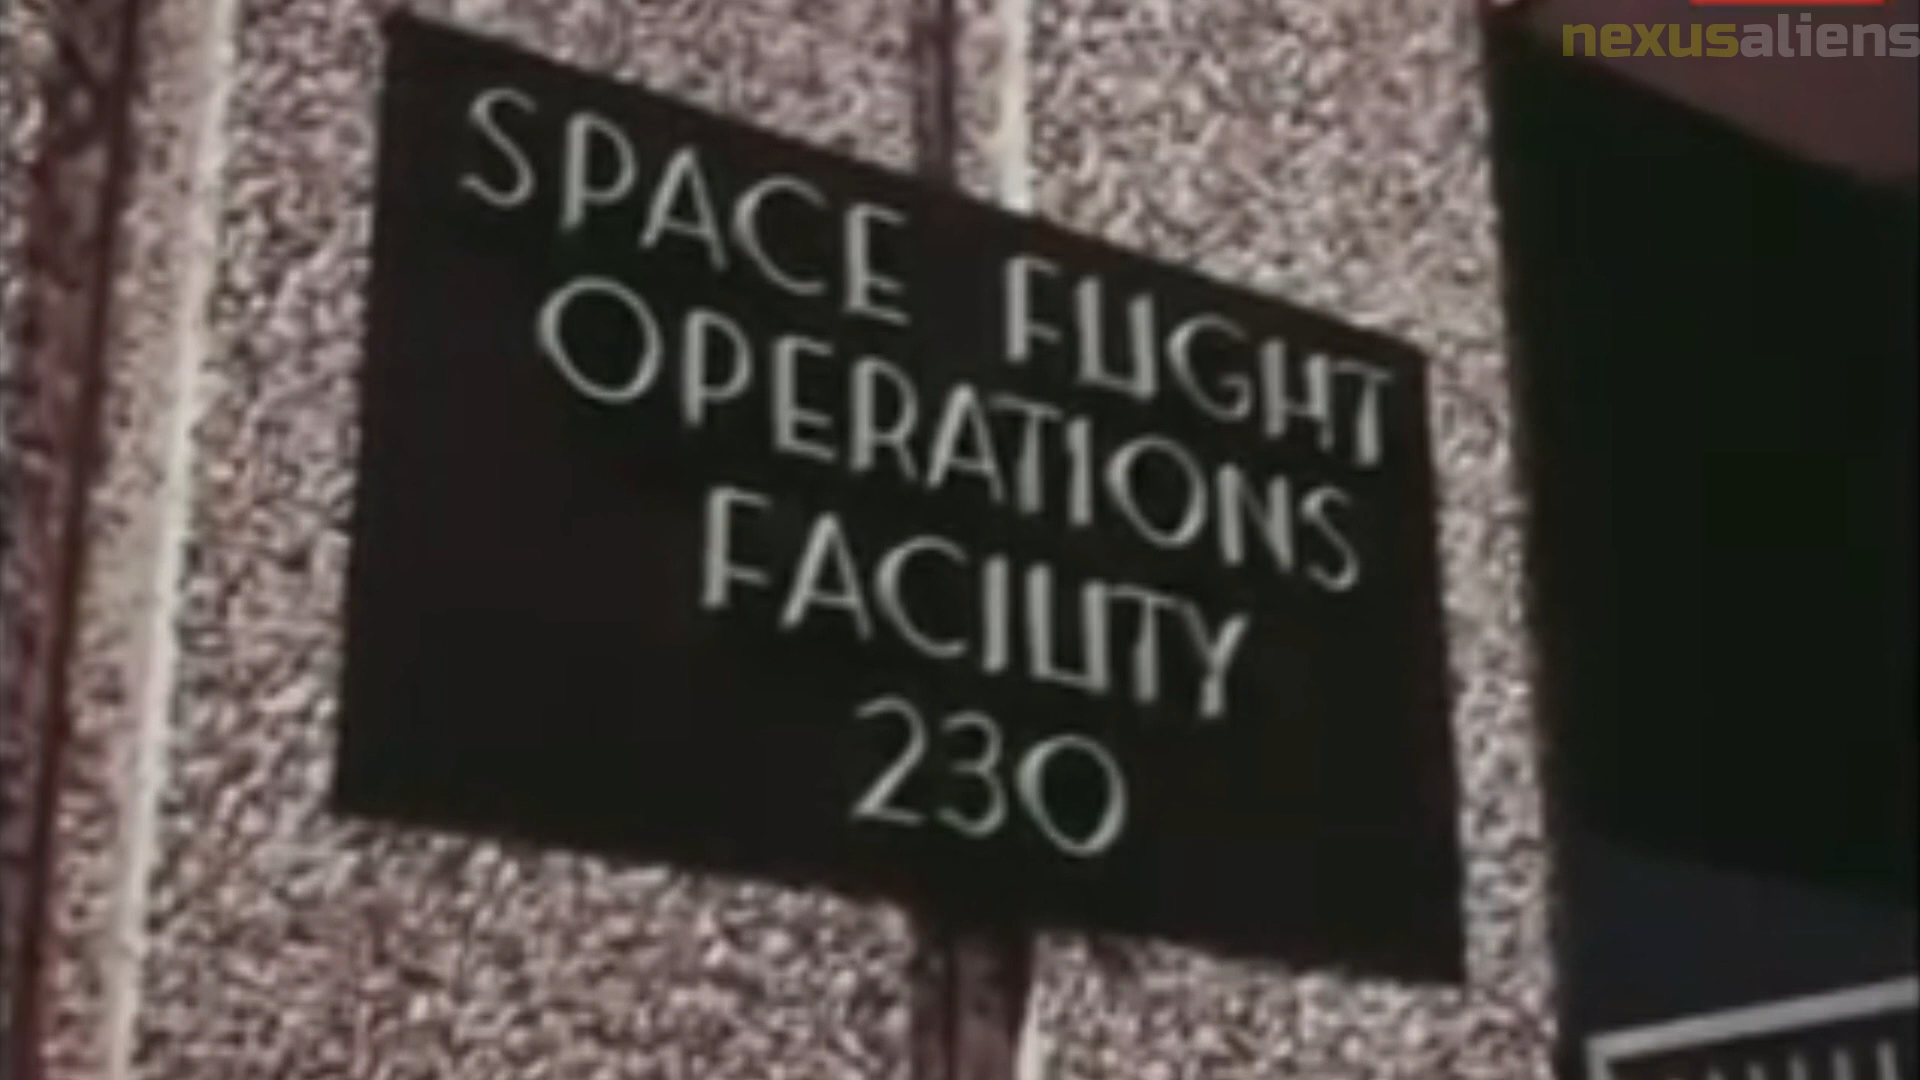 nexusaliens
SPACE FLIGHT
OPERATIONS
FACILITY
230